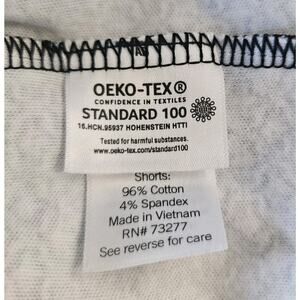 OEKO-TEX®
CONFIDENCE IN TEXTILES
STANDARD 100
16.HCN.95937 HOHENSTEIN HTTI
Tested for harmful substances.
www.oeko-tex.com/standard100
Shorts:
96% Cotton
4% Spandex
Made in Vietnam
RN# 73277
See reverse for care